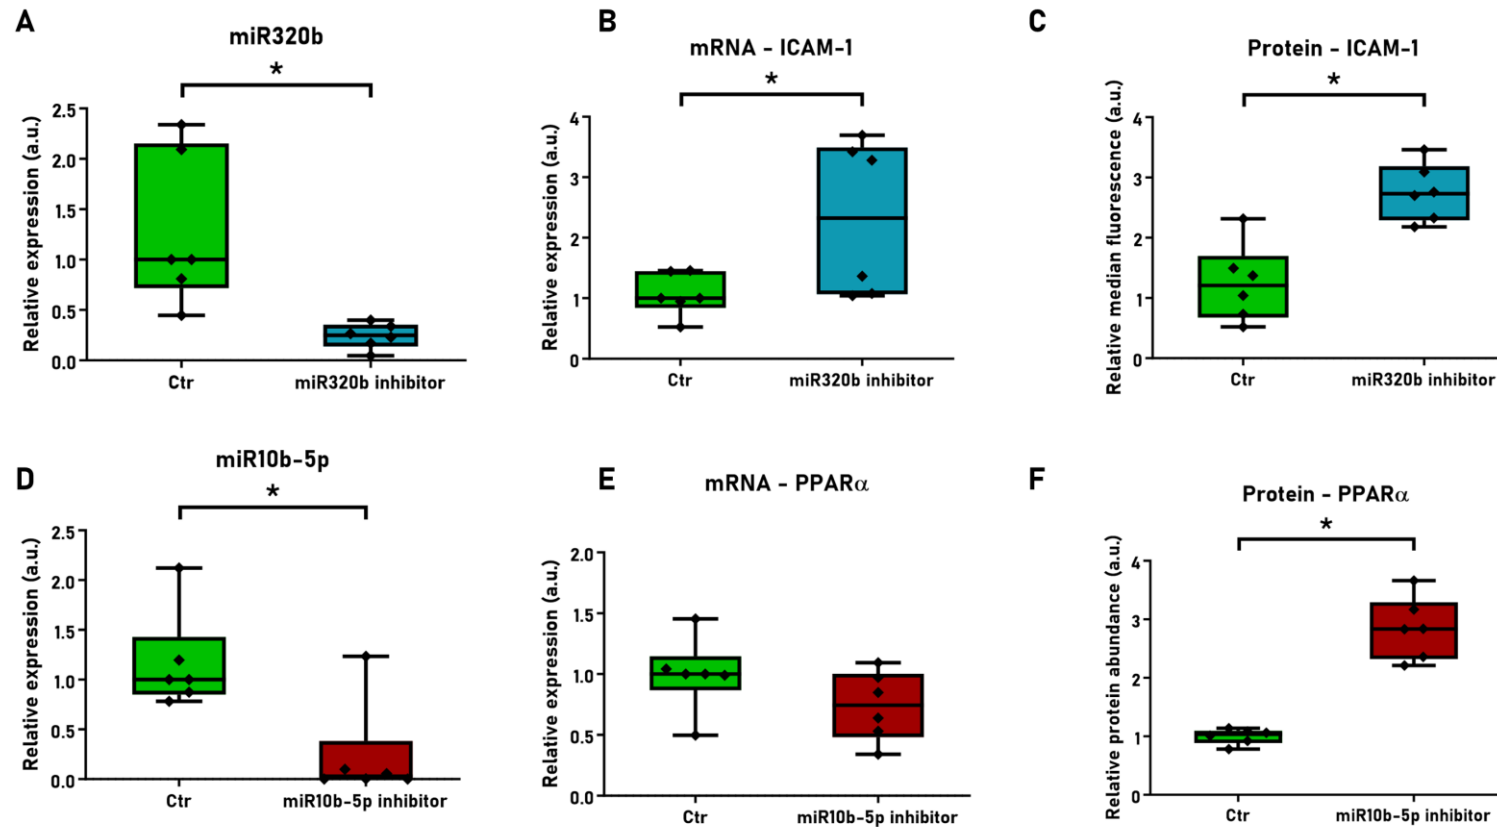 A
miR320b
*
Relative expression (a.u.)
2.5
2.0
1.5
1.0
0.5
0.0
Ctr
miR320b inhibitor
B
mRNA - ICAM-1
*
Relative expression (a.u.)
4
3
2
1
0
Ctr
miR320b inhibitor
C
Protein - ICAM-1
*
Relative median fluorescence (a.u.)
4
3
2
1
0
Ctr
miR320b inhibitor
D
miR10b-5p
*
Relative expression (a.u.)
2.5
2.0
1.5
1.0
0.5
0.0
Ctr
miR10b-5p inhibitor
E
mRNA - PPARα
Relative expression (a.u.)
2.0
1.5
1.0
0.5
0.0
Ctr
miR10b-5p inhibitor
F
Protein - PPARα
*
Relative protein abundance (a.u.)
4
3
2
1
0
Ctr
miR10b-5p inhibitor